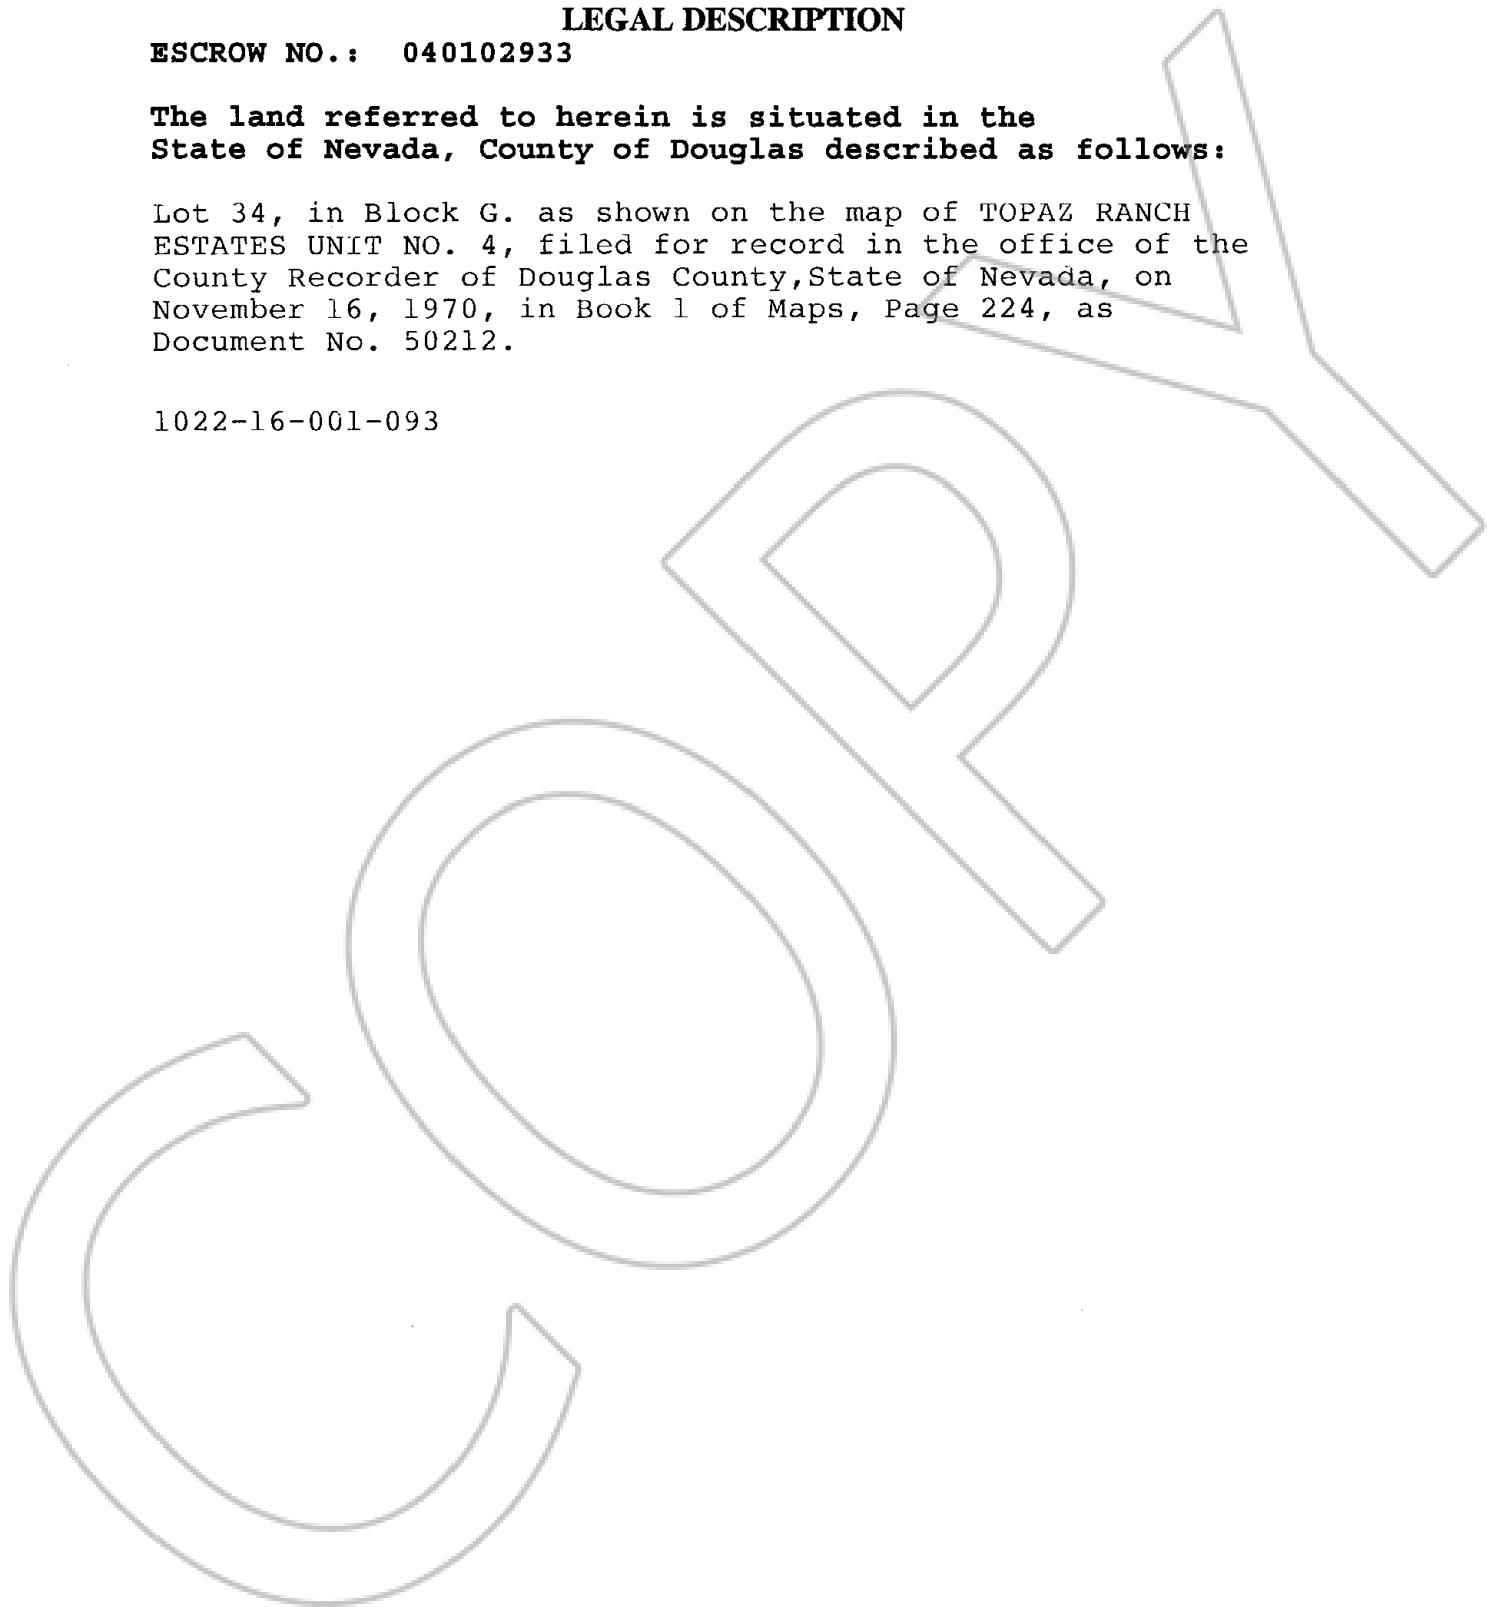 LEGAL DESCRIPTION
ESCROW NO.: 040102933
The land referred to herein is situated in the
State of Nevada, County of Douglas described as follows:
Lot 34, in Block G. as shown on the map of TOPAZ RANCH
ESTATES UNIT NO. 4, filed for record in the office of the
County Recorder of Douglas County,State of Nevada, on
November 16, 1970, in Book 1 of Maps, Page 224, as
Document No. 50212.
1022-16-001-093
COPY